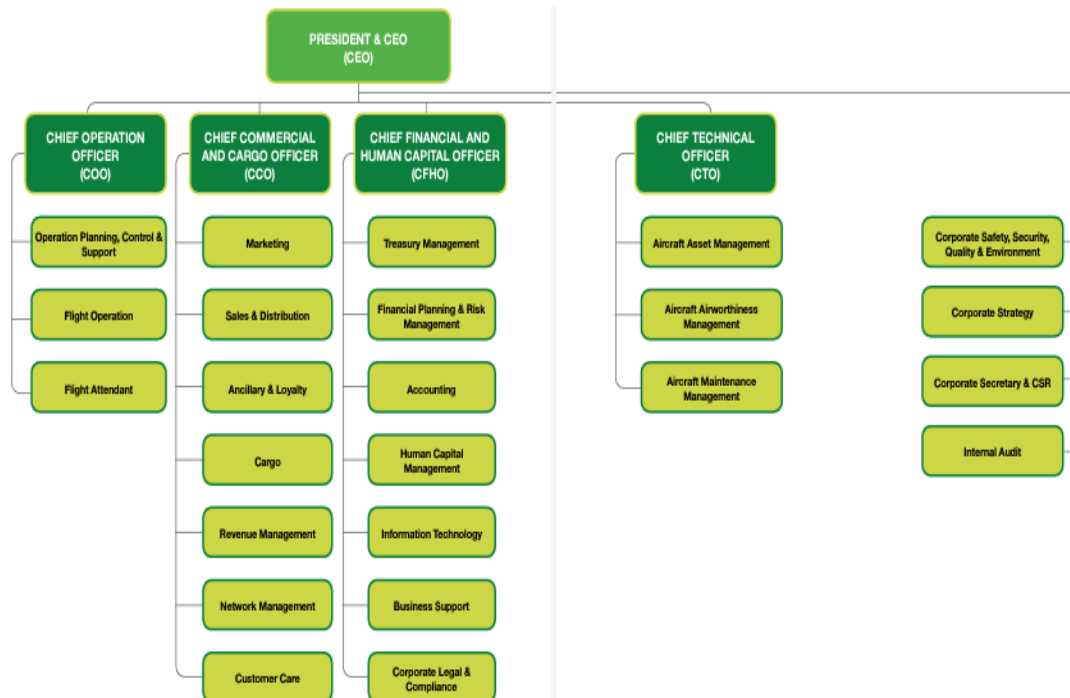 PRESIDENT & CEO
(CEO)
CHIEF OPERATION
OFFICER
(COO)
Operation Planning, Control &
Support
Flight Operation
Flight Attendant
CHIEF COMMERCIAL
AND CARGO OFFICER
(CCO)
Marketing
Sales & Distribution
Ancillary & Loyalty
Cargo
Revenue Management
Network Management
Customer Care
CHIEF FINANCIAL AND
HUMAN CAPITAL OFFICER
(CFHO)
Treasury Management
Financial Planning & Risk
Management
Accounting
Human Capital
Management
Information Technology
Business Support
Corporate Legal &
Compliance
CHIEF TECHNICAL
OFFICER
(CTO)
Aircraft Asset Management
Aircraft Airworthiness
Management
Aircraft Maintenance
Management
Corporate Safety, Security,
Quality & Environment
Corporate Strategy
Corporate Secretary & CSR
Internal Audit